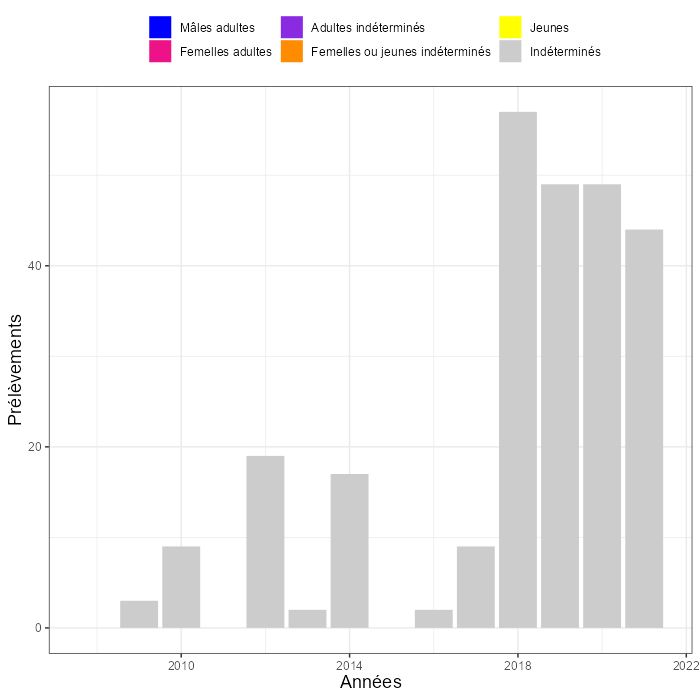 Mâles adultes
Adultes indéterminés
Jeunes
Femelles adultes
Femelles ou jeunes indéterminés
Indéterminés
Prélèvements
40
20
0
2010
2014
2018
2022
Années